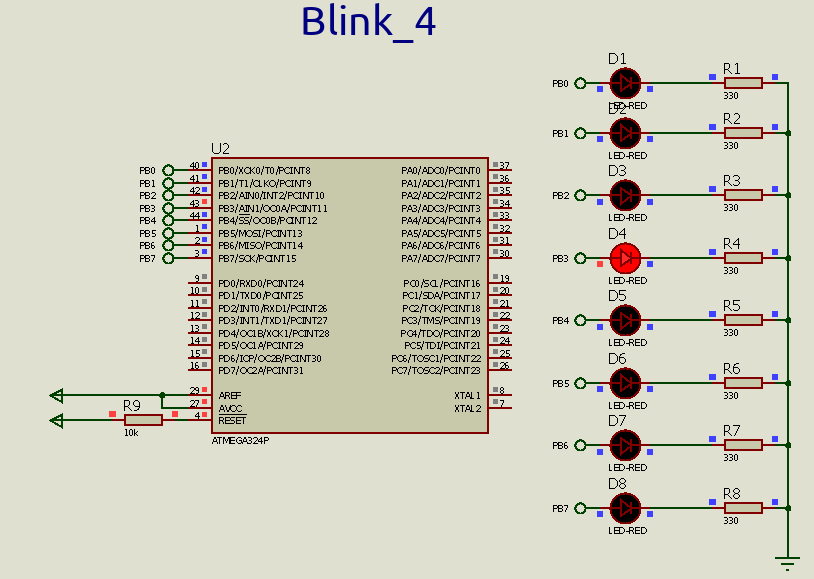 Blink_4
U2
PB0 40 PB0/XCK0/T0/PCINT8 PA0/ADC0/PCINT0 37
PB1 41 PB1/T1/CLKO/PCINT9 PA1/ADC1/PCINT1 36
PB2 42 PB2/AIN0/INT2/PCINT10 PA2/ADC2/PCINT2 35
PB3 43 PB3/AIN1/OC0A/PCINT11 PA3/ADC3/PCINT3 34
PB4 44 PB4/SS/OC0B/PCINT12 PA4/ADC4/PCINT4 33
PB5 1 PB5/MOSI/PCINT13 PA5/ADC5/PCINT5 32
PB6 2 PB6/MISO/PCINT14 PA6/ADC6/PCINT6 31
PB7 3 PB7/SCK/PCINT15 PA7/ADC7/PCINT7 30
9 PD0/RXD0/PCINT24 PC0/SCL/PCINT16 19
10 PD1/TXD0/PCINT25 PC1/SDA/PCINT17 20
11 PD2/INT0/RXD1/PCINT26 PC2/TCK/PCINT18 21
12 PD3/INT1/TXD1/PCINT27 PC3/TMS/PCINT19 22
13 PD4/OC1B/XCK1/PCINT28 PC4/TDO/PCINT20 23
14 PD5/OC1A/PCINT29 PC5/TDI/PCINT21 24
15 PD6/ICP/OC2B/PCINT30 PC6/TOSC1/PCINT22 25
16 PD7/OC2A/PCINT31 PC7/TOSC2/PCINT23 26
29 AREF XTAL1 8
27 AVCC XTAL2 7
4 RESET
R9
10k
ATMEGA324P
D1 R1
PB0
330
LED-RED
D2 R2
PB1
330
LED-RED
D3 R3
PB2
330
LED-RED
D4 R4
PB3
330
LED-RED
D5 R5
PB4
330
LED-RED
D6 R6
PB5
330
LED-RED
D7 R7
PB6
330
LED-RED
D8 R8
PB7
330
LED-RED